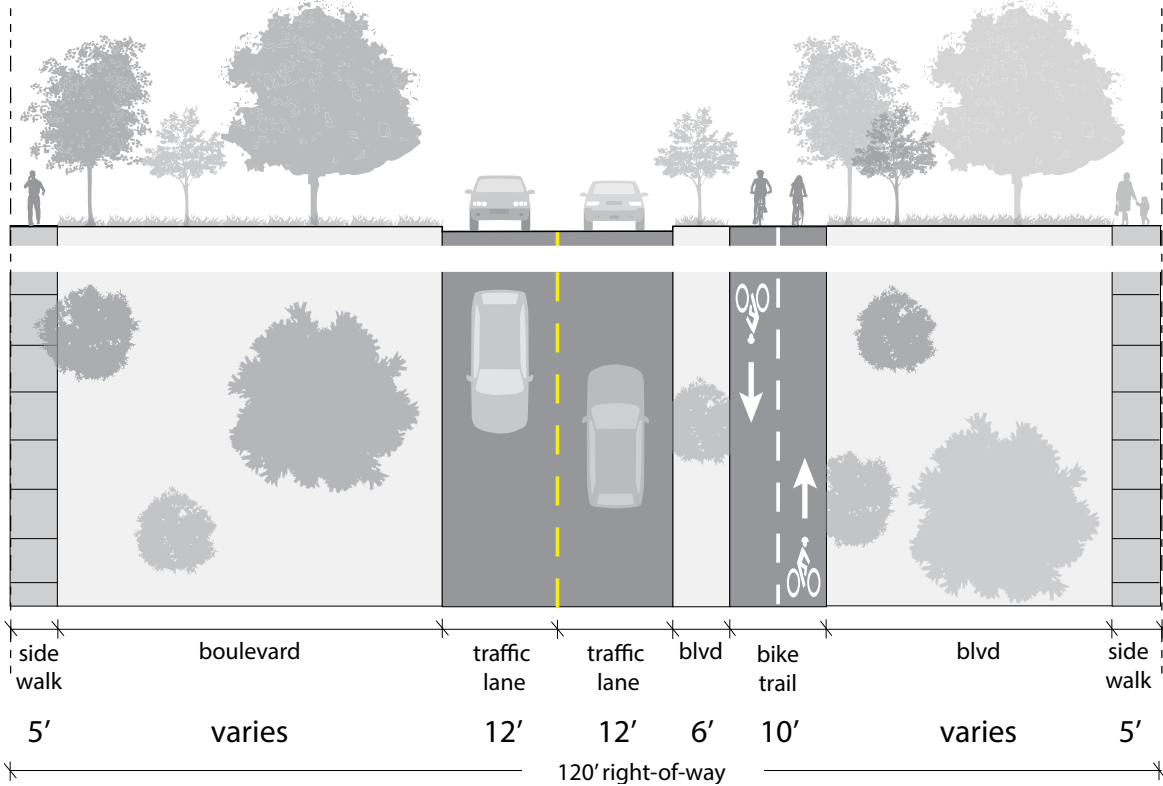 side
walk
boulevard
traffic
lane
traffic
lane
blvd
bike
trail
blvd
side
walk
5’
varies
12’
12’
6’
10’
varies
5’
120’ right-of-way